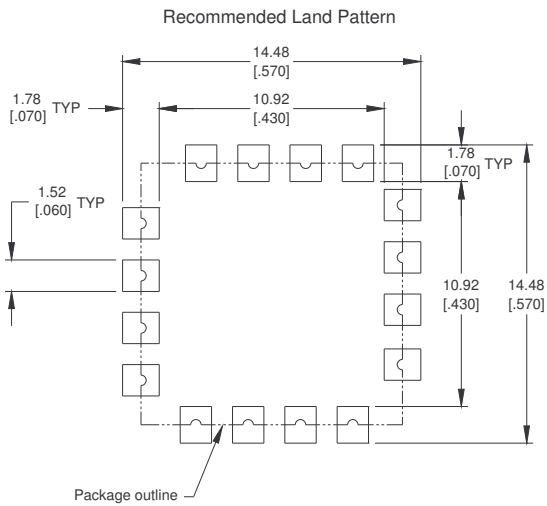 Recommended Land Pattern
14.48
[.570]
1.78
[.070] TYP
10.92
[.430]
1.78
[.070] TYP
1.52
[.060] TYP
10.92
[.430]
14.48
[.570]
Package outline